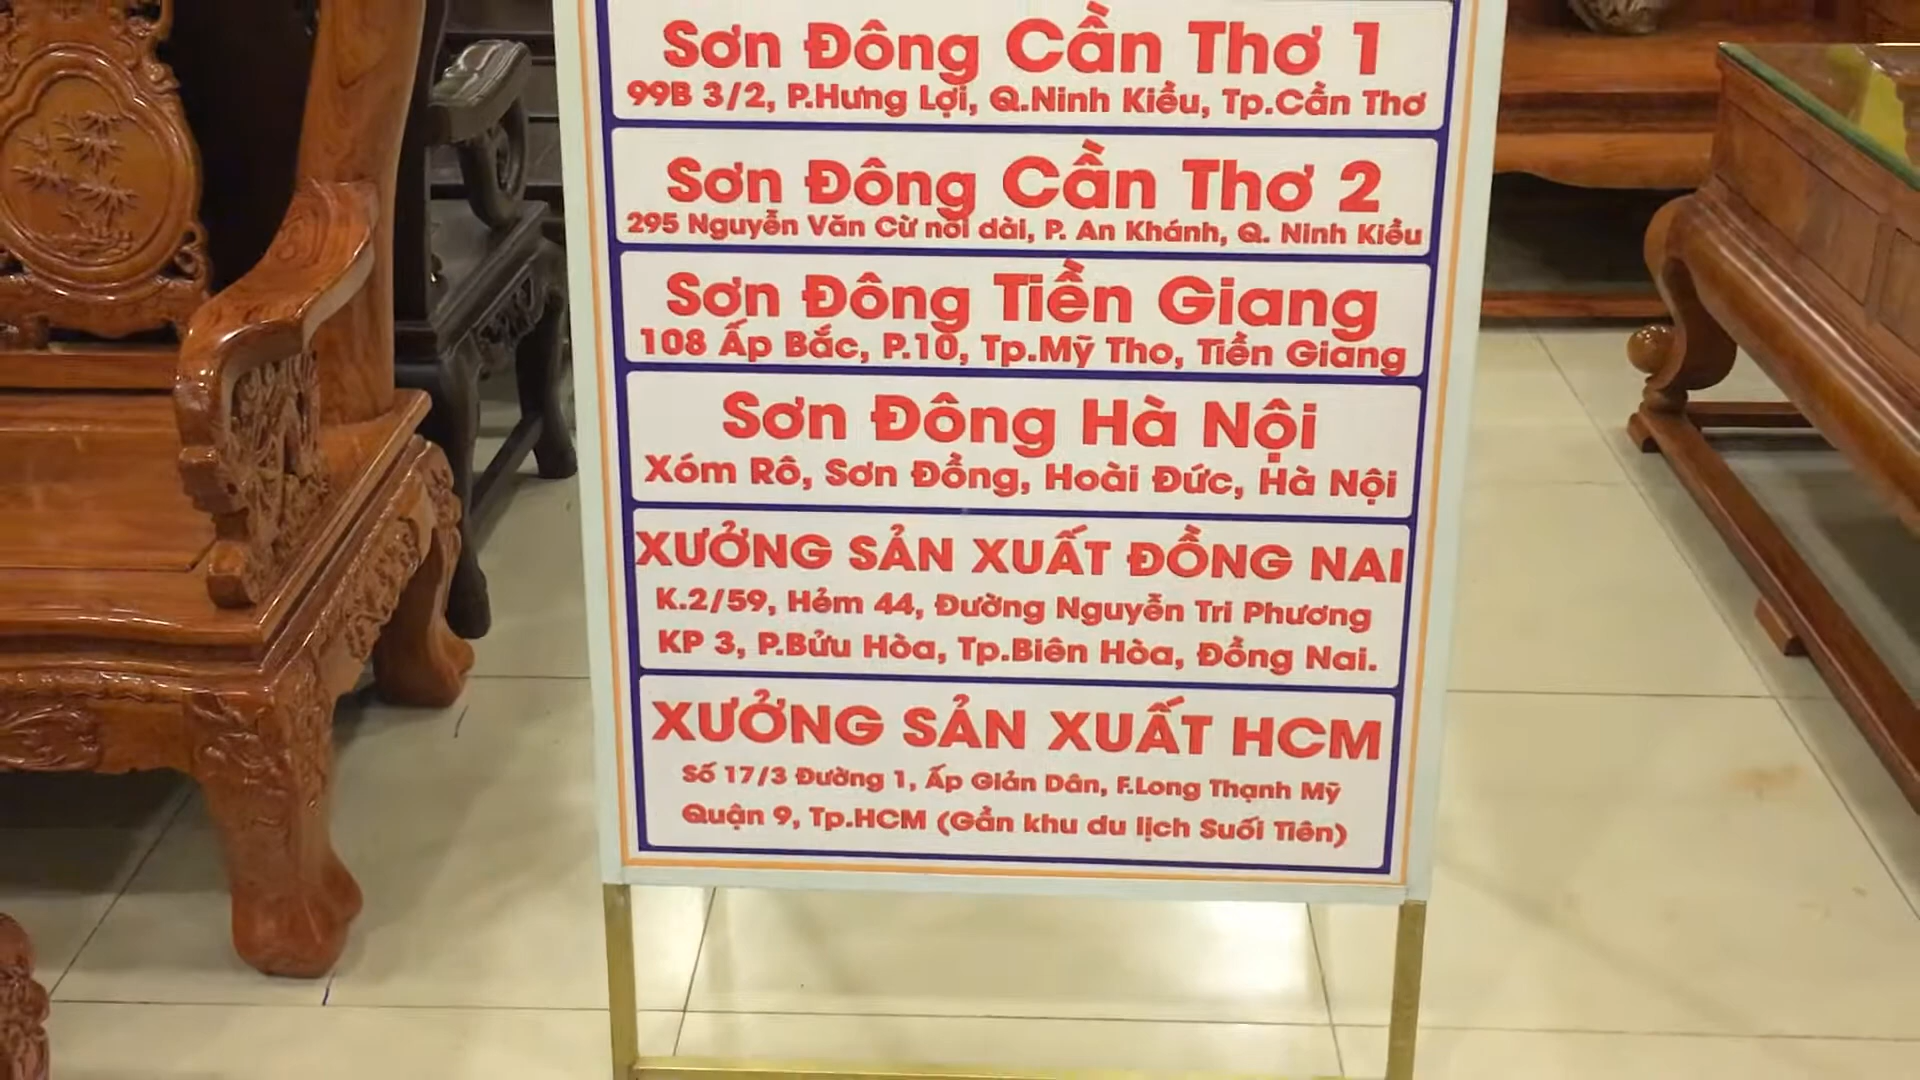 Sơn Đông Cần Thơ 1
99B 3/2, P.Hưng Lợi, Q.Ninh Kiều, Tp.Cần Thơ
Sơn Đông Cần Thơ 2
295 Nguyễn Văn Cừ nối dài, P. An Khánh, Q. Ninh Kiều
Sơn Đông Tiền Giang
108 Ấp Bắc, P.10, Tp.Mỹ Tho, Tiền Giang
Sơn Đông Hà Nội
Xóm Rô, Sơn Đồng, Hoài Đức, Hà Nội
XƯỞNG SẢN XUẤT ĐỒNG NAI
K.2/59, Hẻm 44, Đường Nguyễn Tri Phương
KP 3, P.Bửu Hòa, Tp.Biên Hòa, Đồng Nai.
XƯỞNG SẢN XUẤT HCM
Số 17/3 Đường 1, Ấp Giản Dân, F.Long Thạnh Mỹ
Quận 9, Tp.HCM (Gần khu du lịch Suối Tiên)